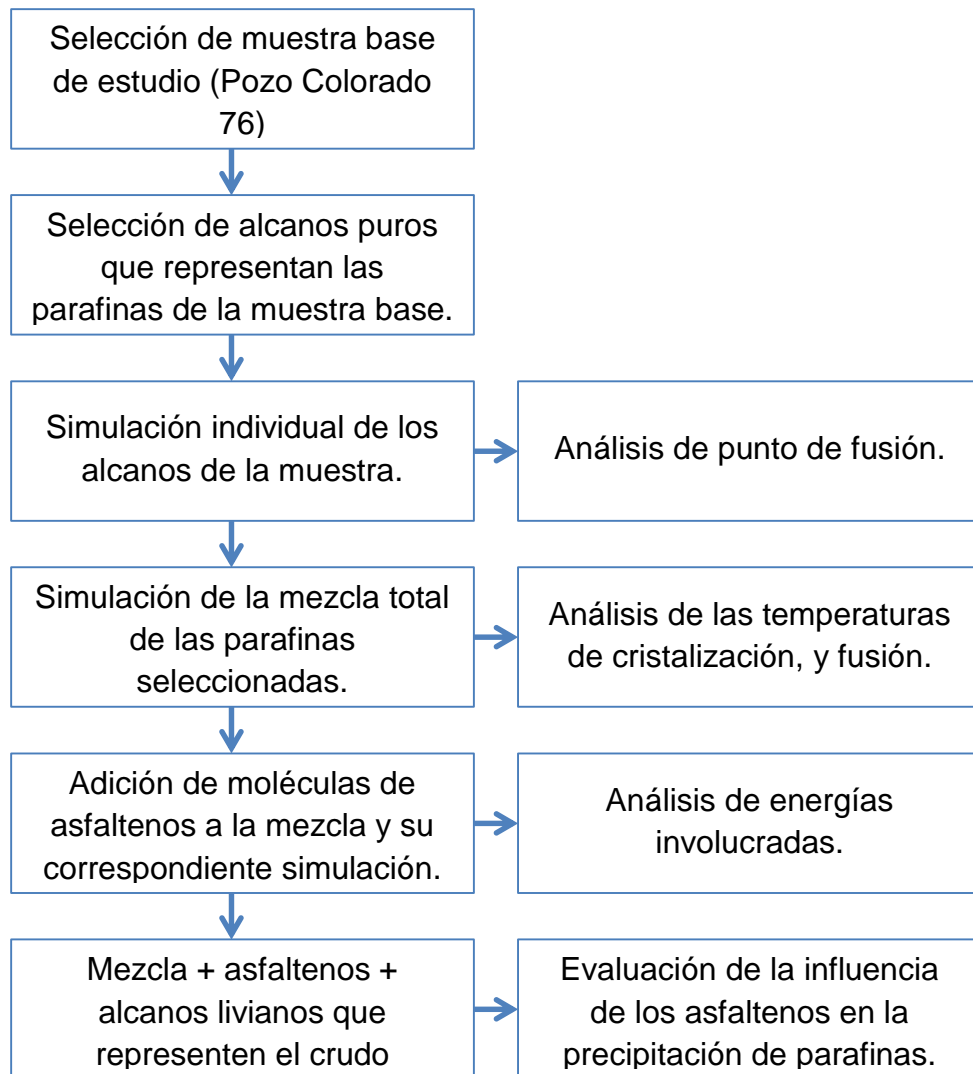 Selección de muestra base
de estudio (Pozo Colorado
76)
Selección de alcanos puros
que representan las
parafinas de la muestra base.
Simulación individual de los
alcanos de la muestra.
Análisis de punto de fusión.
Simulación de la mezcla total
de las parafinas
seleccionadas.
Análisis de las temperaturas
de cristalización, y fusión.
Adición de moléculas de
asfaltenos a la mezcla y su
correspondiente simulación.
Análisis de energías
involucradas.
Mezcla + asfaltenos +
alcanos livianos que
representen el crudo
Evaluación de la influencia
de los asfaltenos en la
precipitación de parafinas.